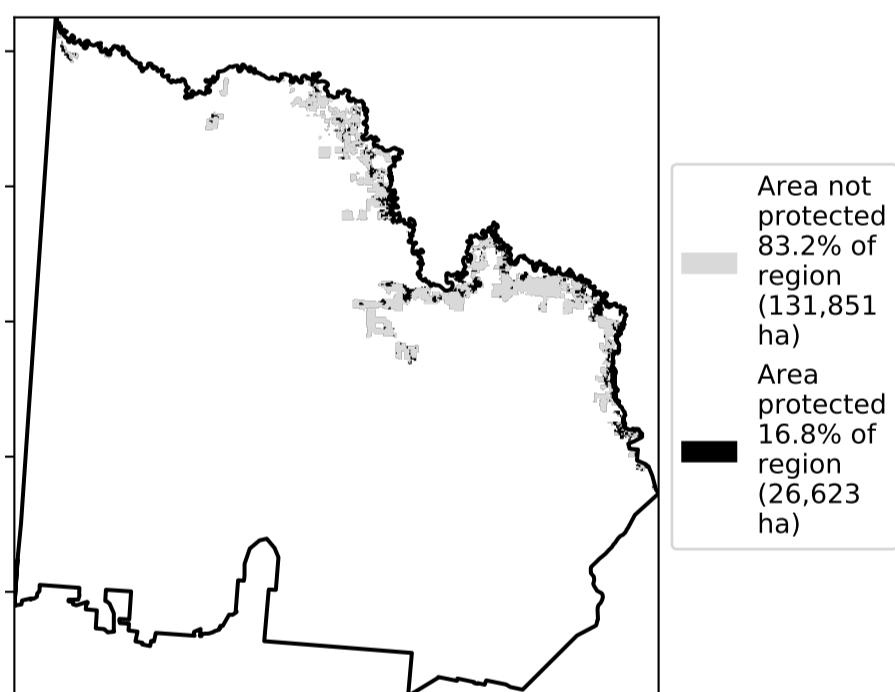 Area not
protected
83.2% of
region
(131,851
ha)
Area
protected
16.8% of
region
(26,623
ha)